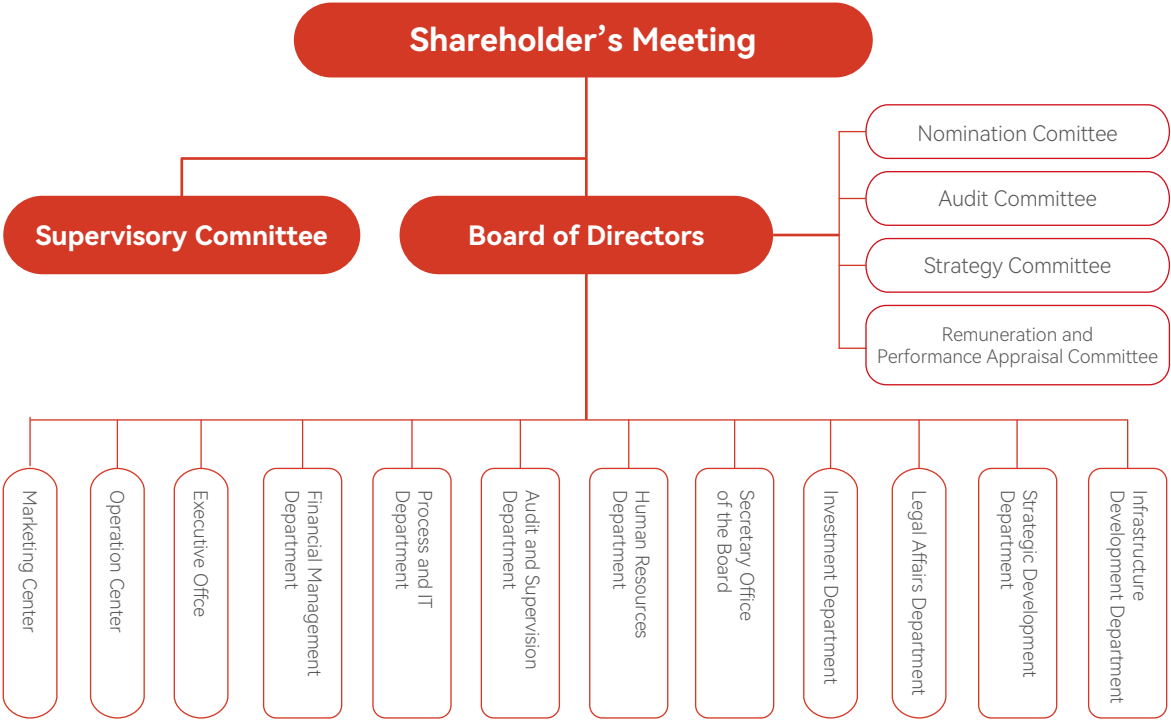 Shareholder’s Meeting
Nomination Comittee
Audit Committee
Supervisory Comnittee
Board of Directors
Strategy Committee
Remuneration and
Performance Appraisal Committee
Marketing Center
Operation Center
Executive Offce
Financial Management
Department
Process and IT
Department
Audit and Supervision
Department
Human Resources
Department
Secretary Office
of the Board
Investment Department
Legal Affairs Department
Strategic Development
Department
Infrastructure
Development Department